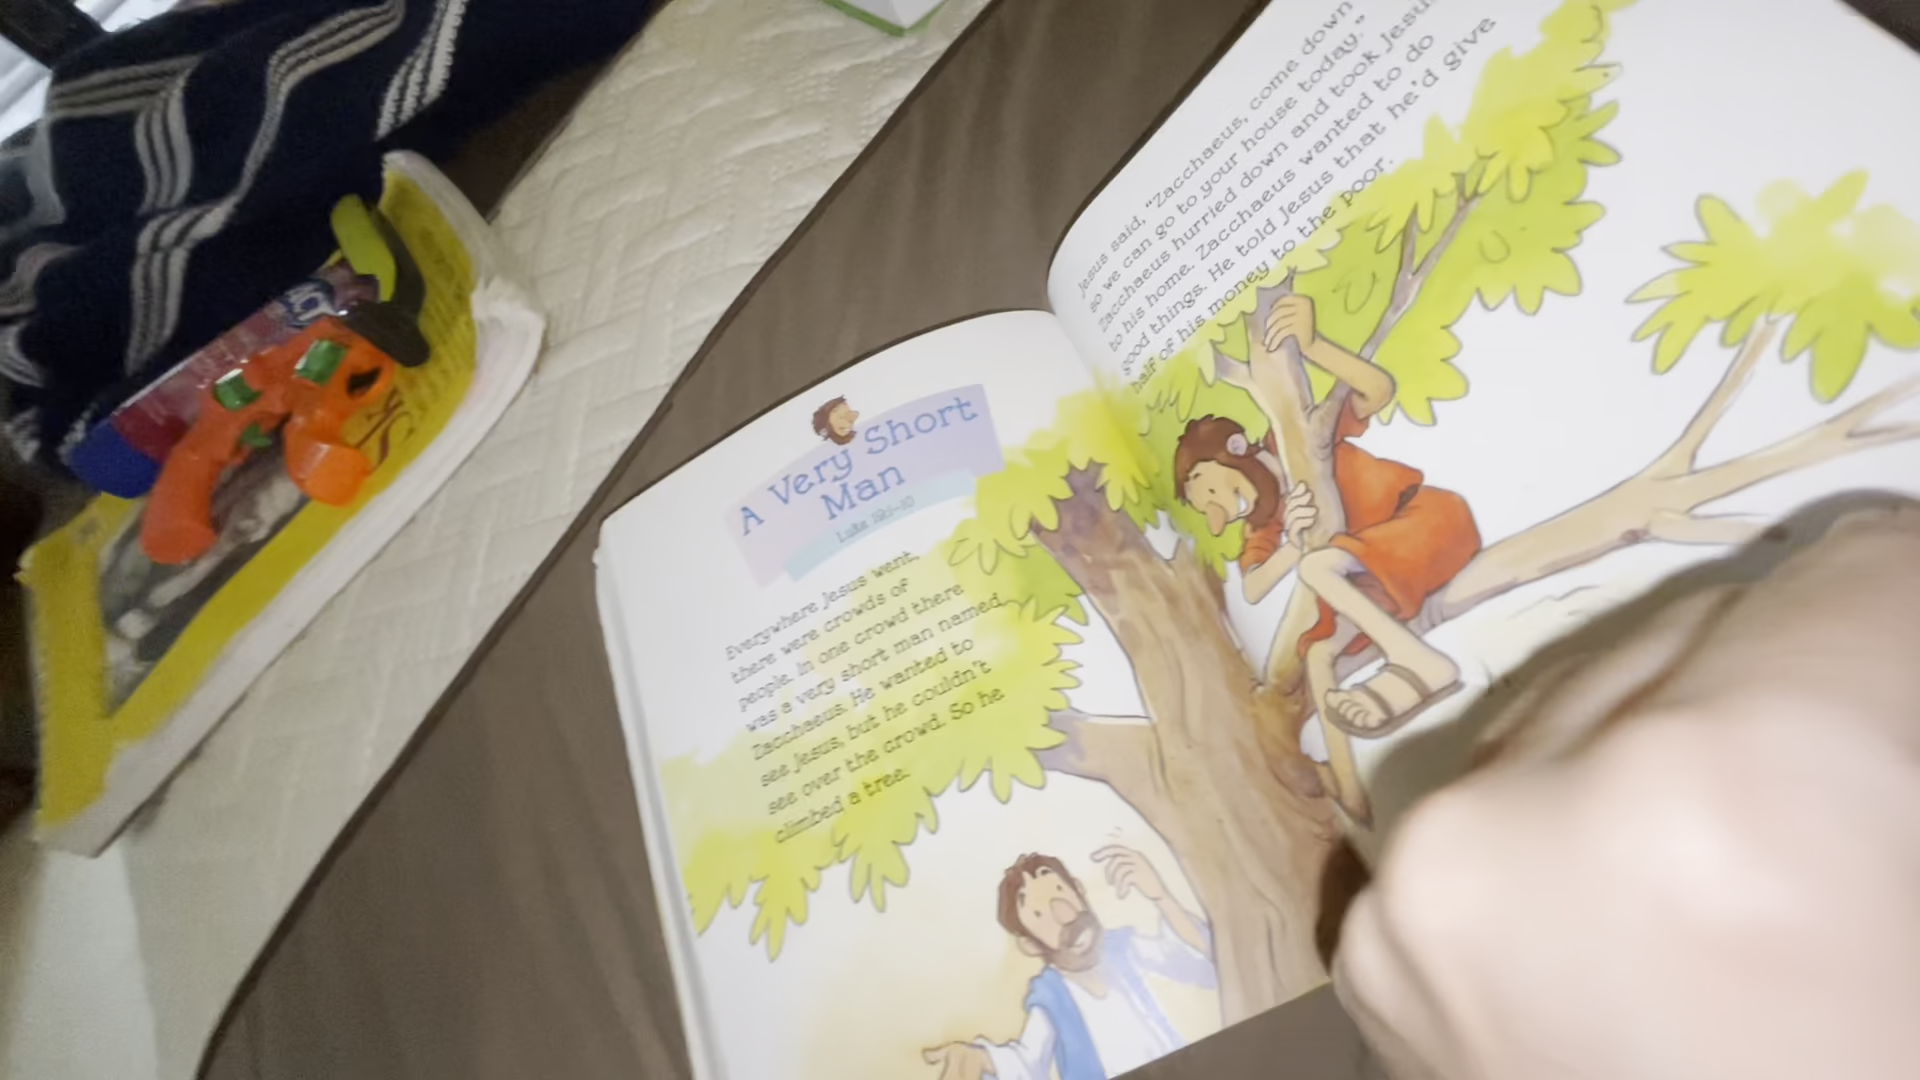 A Very Short
Man
Luke 19:1-10
Everywhere Jesus went,
there were crowds of
people. In one crowd there
was a very short man named
Zacchaeus. He wanted to
see Jesus, but he couldn't
see over the crowd. So he
climbed a tree.
Jesus said, "Zacchaeus, come down
so we can go to your house today."
Zacchaeus hurried down and took Jesus
to his home. Zacchaeus wanted to do
good things. He told Jesus that he'd give
half of his money to the poor.